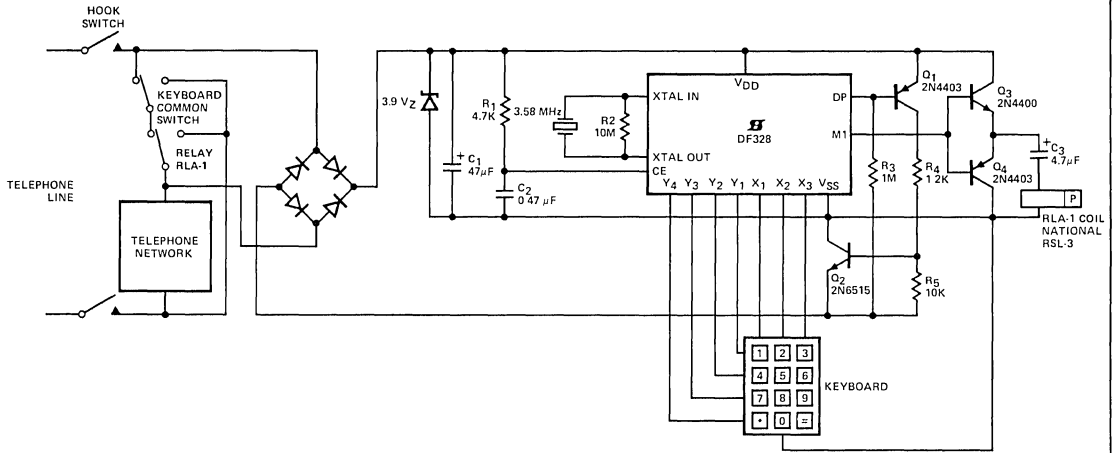 HOOK
SWITCH
KEYBOARD
COMMON
SWITCH
RELAY
RLA-1
TELEPHONE
LINE
TELEPHONE
NETWORK
3.9 VZ
+
C1
47µF
R1
4.7K
C2
0 47 µF
3.58 MHz
R2
10M
XTAL IN
VDD
DP
DF328
M1
XTAL OUT
CE
Y4 Y3 Y2 Y1 X1 X2 X3 VSS
Q1
2N4403
Q3
2N4400
R3
1M
R4
1 2K
Q4
2N4403
+
C3
4.7µF
P
RLA-1 COIL
NATIONAL
RSL-3
Q2
2N6515
R5
10K
1 2 3
4 5 6
7 8 9
• 0 =
KEYBOARD